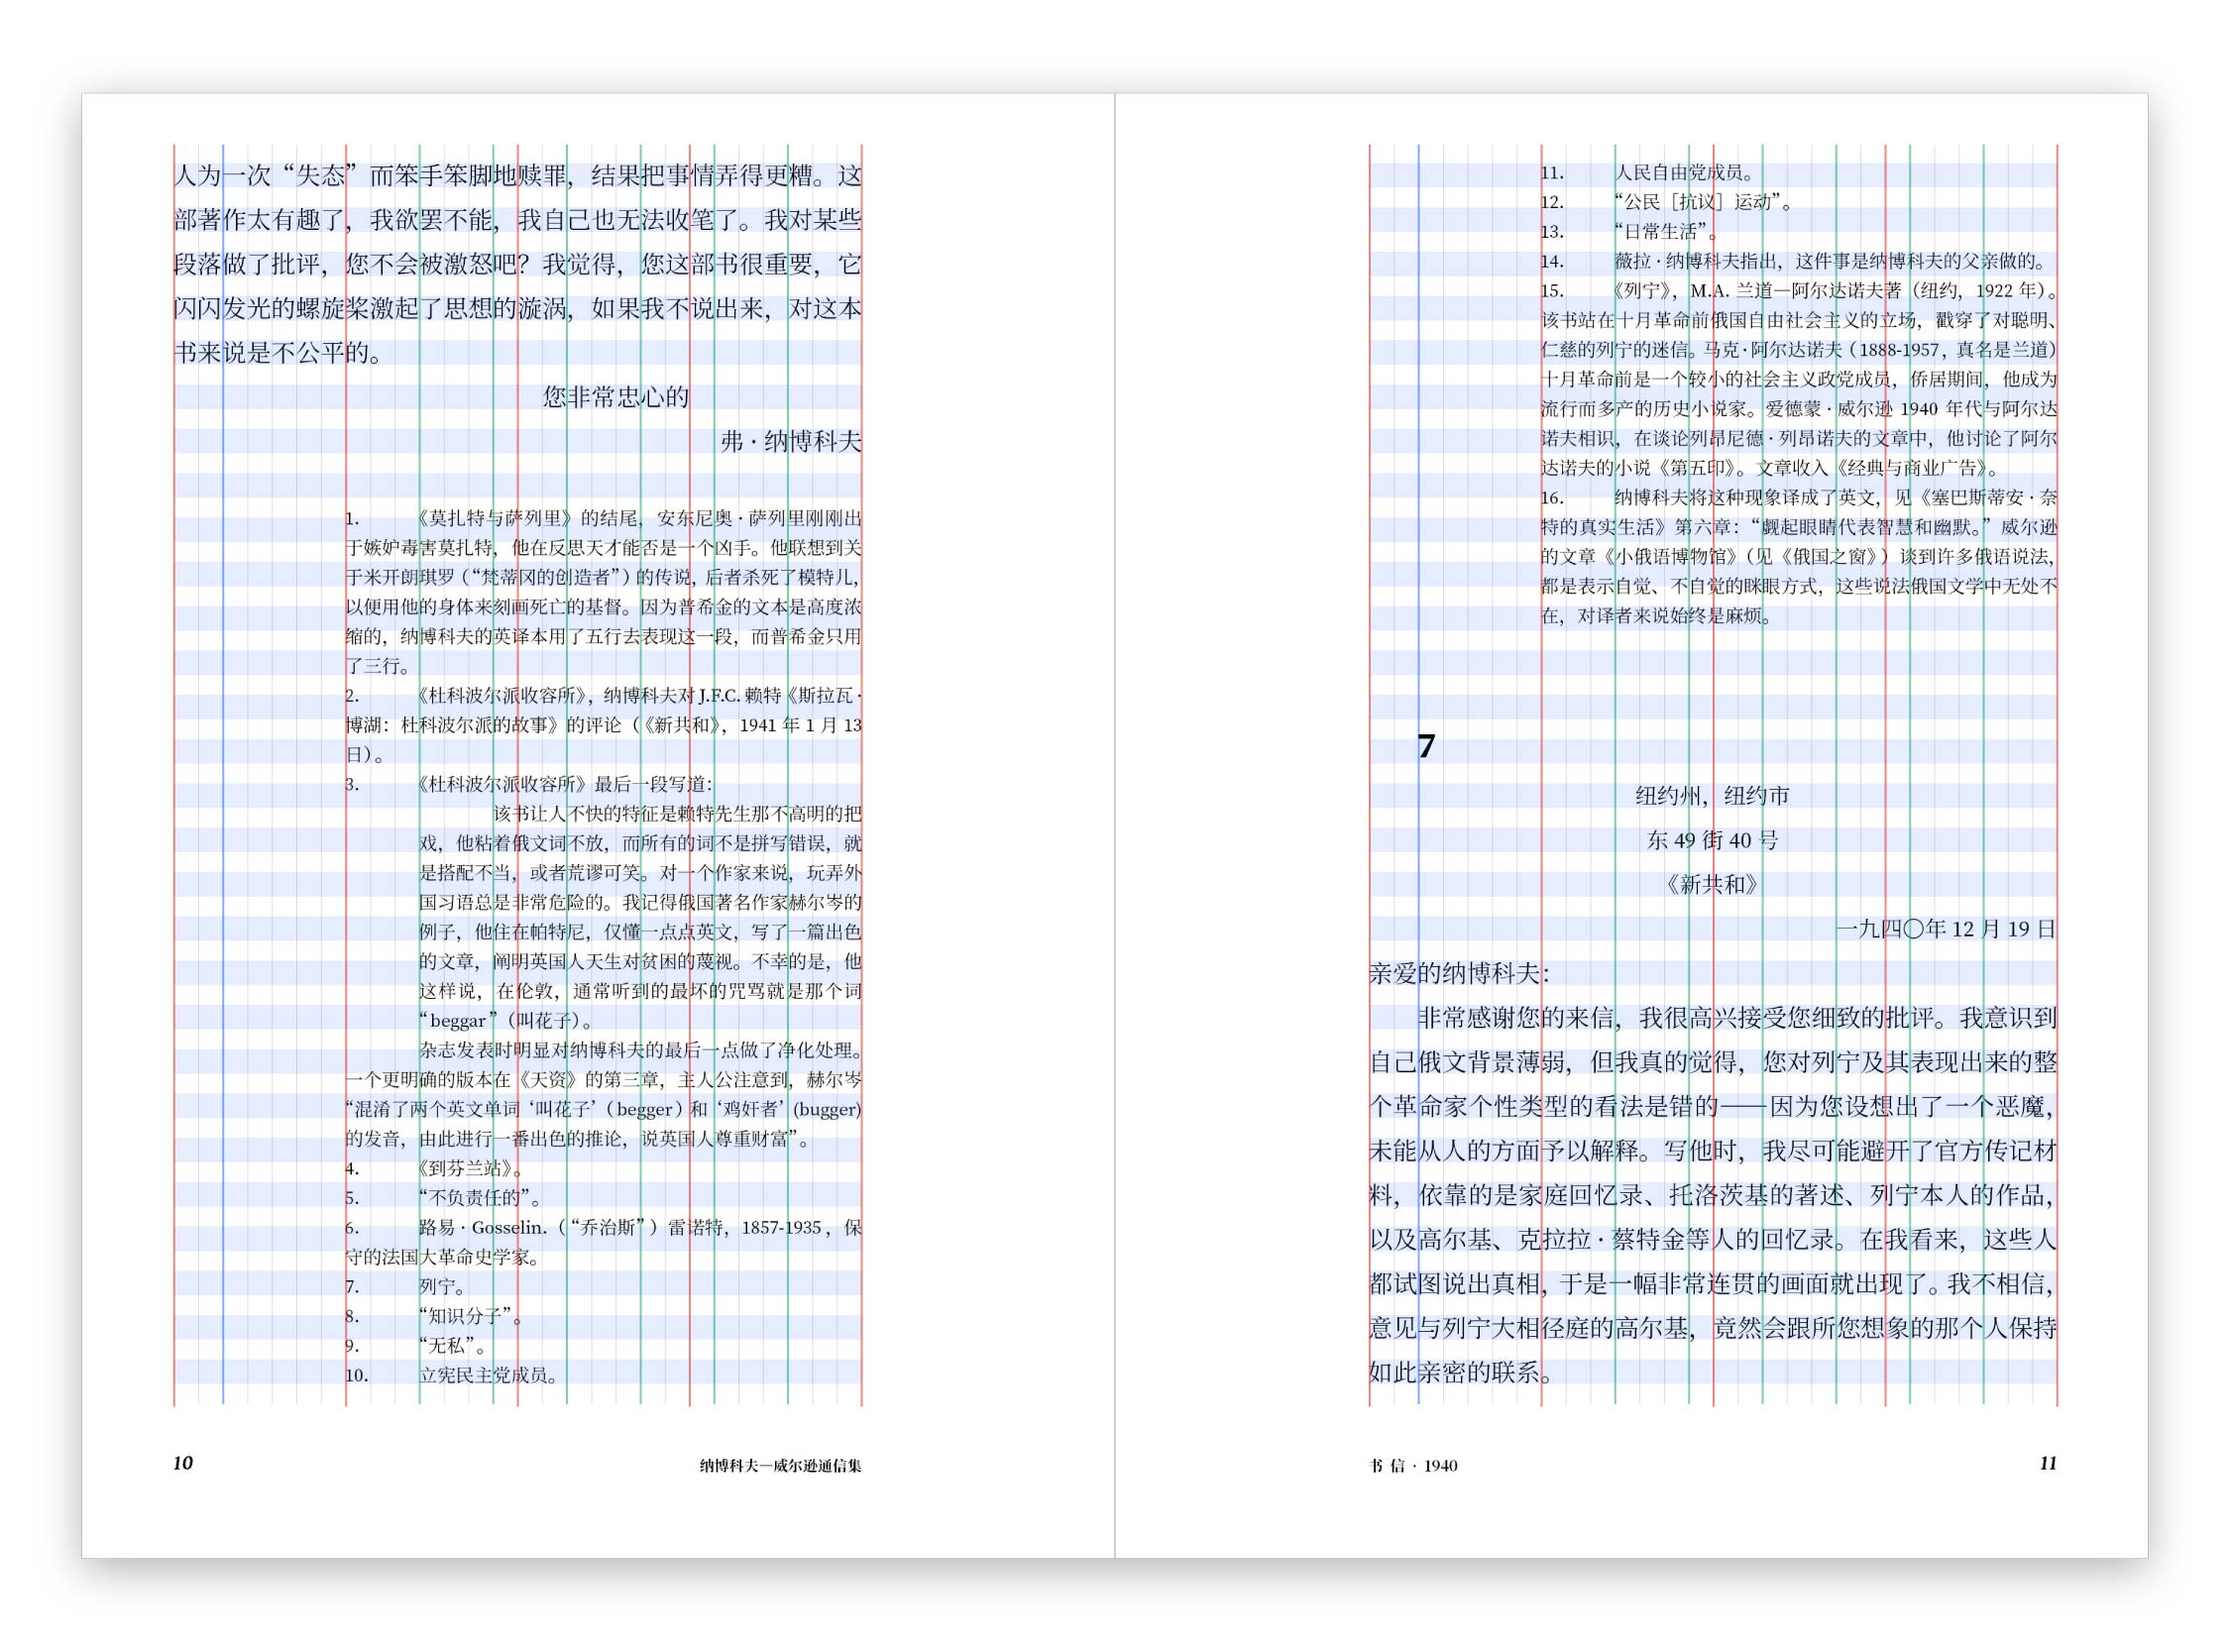 人为一次“失态”而笨手笨脚地赎罪，结果把事情弄得更糟。这
部著作太有趣了，我欲罢不能，我自己也无法收笔了。我对某些
段落做了批评，您不会被激怒吧？我觉得，您这部书很重要，它
闪闪发光的螺旋桨激起了思想的漩涡，如果我不说出来，对这本
书来说是不公平的。
您非常忠心的
弗·纳博科夫
1. 《莫扎特与萨列里》的结尾，安东尼奥·萨列里刚刚出
于嫉妒毒害莫扎特，他在反思天才能否是一个凶手。他联想到关
于米开朗琪罗（“梵蒂冈的创造者”）的传说，后者杀死了模特儿，
以便用他的身体来刻画死亡的基督。因为普希金的文本是高度浓
缩的，纳博科夫的英译本用了五行去表现这一段，而普希金只用
了三行。
2. 《杜科波尔派收容所》，纳博科夫对 J.F.C. 赖特《斯拉瓦·
博湖：杜科波尔派的故事》的评论（《新共和》，1941 年 1 月 13
日）。
3. 《杜科波尔派收容所》最后一段写道：
该书让人不快的特征是赖特先生那不高明的把
戏，他粘着俄文词不放，而所有的词不是拼写错误，就
是搭配不当，或者荒谬可笑。对一个作家来说，玩弄外
国习语总是非常危险的。我记得俄国著名作家赫尔岑的
例子，他住在帕特尼，仅懂一点点英文，写了一篇出色
的文章，阐明英国人天生对贫困的蔑视。不幸的是，他
这样说，在伦敦，通常听到的最坏的咒骂就是那个词
“beggar”（叫花子）。
杂志发表时明显对纳博科夫的最后一点做了净化处理。
一个更明确的版本在《天资》的第三章，主人公注意到，赫尔岑
“混淆了两个英文单词‘叫花子’（begger）和‘鸡奸者’(bugger)
的发音，由此进行一番出色的推论，说英国人尊重财富”。
4. 《到芬兰站》。
5. “不负责任的”。
6. 路易·Gosselin.（“乔治斯”）雷诺特，1857-1935，保
守的法国大革命史学家。
7. 列宁。
8. “知识分子”。
9. “无私”。
10. 立宪民主党成员。
10 纳博科夫—威尔逊通信集
11. 人民自由党成员。
12. “公民［抗议］运动”。
13. “日常生活”。
14. 薇拉·纳博科夫指出，这件事是纳博科夫的父亲做的。
15. 《列宁》，M.A. 兰道—阿尔达诺夫著（纽约，1922 年）。
该书站在十月革命前俄国自由社会主义的立场，戳穿了对聪明、
仁慈的列宁的迷信。马克·阿尔达诺夫（1888-1957，真名是兰道）
十月革命前是一个较小的社会主义政党成员，侨居期间，他成为
流行而多产的历史小说家。爱德蒙·威尔逊 1940 年代与阿尔达
诺夫相识，在谈论列昂尼德·列昂诺夫的文章中，他讨论了阿尔
达诺夫的小说《第五印》。文章收入《经典与商业广告》。
16. 纳博科夫将这种现象译成了英文，见《塞巴斯蒂安·奈
特的真实生活》第六章：“觑起眼睛代表智慧和幽默。”威尔逊
的文章《小俄语博物馆》（见《俄国之窗》）谈到许多俄语说法，
都是表示自觉、不自觉的眯眼方式，这些说法俄国文学中无处不
在，对译者来说始终是麻烦。
7
纽约州，纽约市
东 49 街 40 号
《新共和》
一九四〇年 12 月 19 日
亲爱的纳博科夫：
非常感谢您的来信，我很高兴接受您细致的批评。我意识到
自己俄文背景薄弱，但我真的觉得，您对列宁及其表现出来的整
个革命家个性类型的看法是错的——因为您设想出了一个恶魔，
未能从人的方面予以解释。写他时，我尽可能避开了官方传记材
料，依靠的是家庭回忆录、托洛茨基的著述、列宁本人的作品，
以及高尔基、克拉拉·蔡特金等人的回忆录。在我看来，这些人
都试图说出真相，于是一幅非常连贯的画面就出现了。我不相信，
意见与列宁大相径庭的高尔基，竟然会跟所您想象的那个人保持
如此亲密的联系。
书 信 · 1940 11